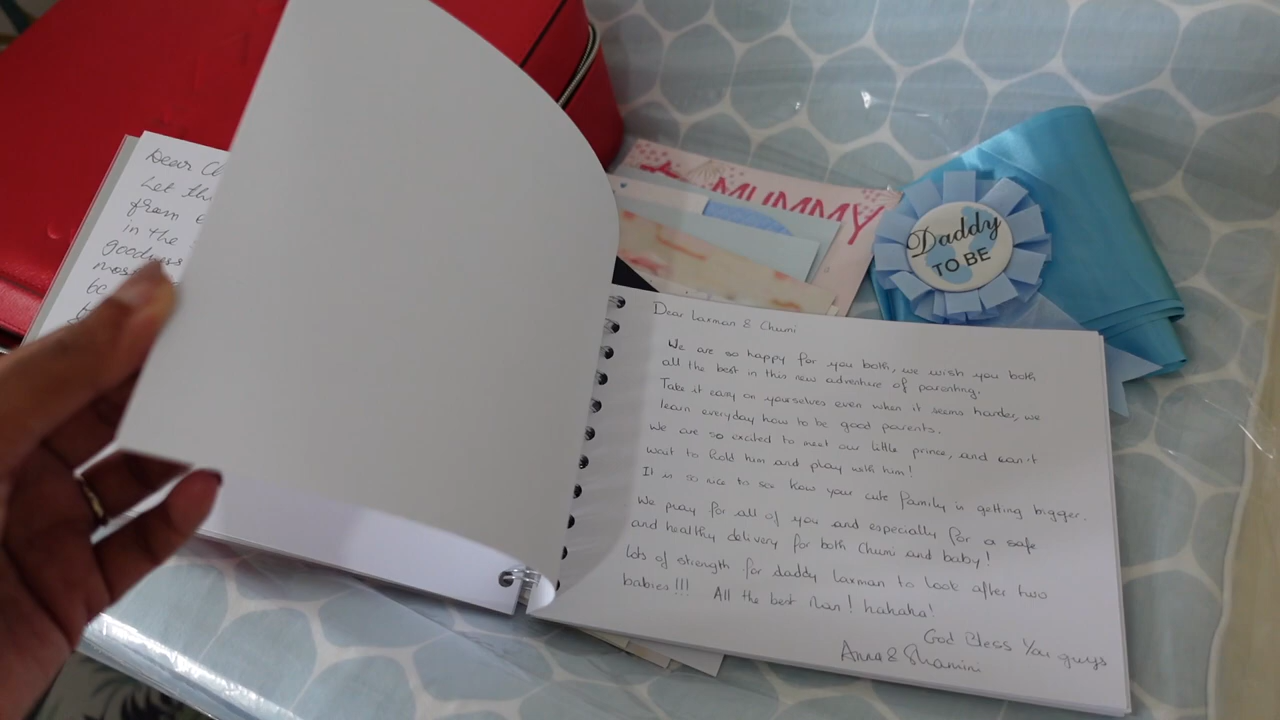 Dear
Let
from
in the
goodness
MUMMY
Daddy
TO BE
Dear Laxman & Chumi
We are so happy for you both, we wish you both
all the best in this new adventure of parenting.
Take it easy on yourselves even when it seems harder, we
learn everyday how to be good parents.
We are so excited to meet our little prince, and can't
wait to hold him and play with him!
It is so nice to see how your cute family is getting bigger.
We pray for all of you and especially for a safe
and healthy delivery for both Chumi and baby!
Lots of strength for daddy Laxman to look after two
babies!!! All the best Man! hahaha!
God Bless You guys
Anna & Shamini